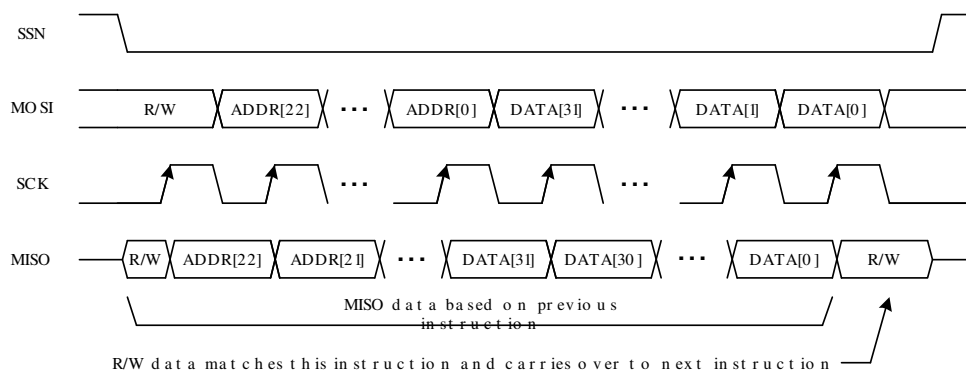 SSN
MOSI R/W ADDR[22] ... ADDR[0] DATA[31] ... DATA[1] DATA[0]
SCK ... ...
MISO R/W ADDR[22] ADDR[21] ... DATA[31] DATA[30] ... DATA[0] R/W
MISO data based on previous
instruction
R/W data matches this instruction and carries over to next instruction